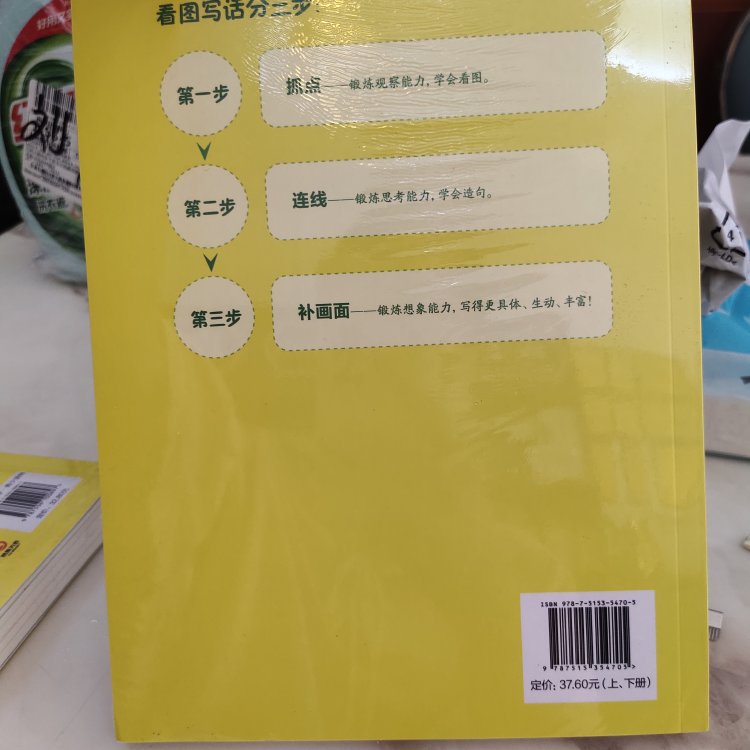 看图写话分三步
第一步
抓点——锻炼观察能力,学会看图。
第二步
连线——锻炼思考能力,学会造句。
第三步
补画面——锻炼想象能力,写得更具体、生动、丰富!
ISBN 978-7-5153-5470-5
9 787515 354705>
定价: 37.60元(上、下册)